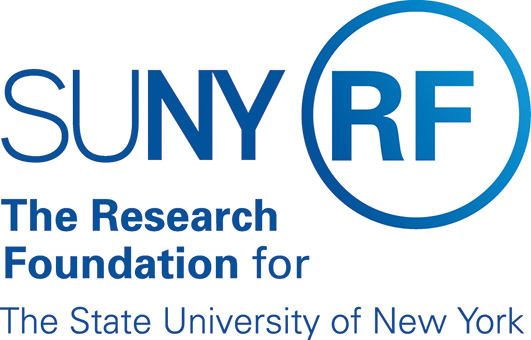 SUNY RF
The Research
Foundation for
The State University of New York